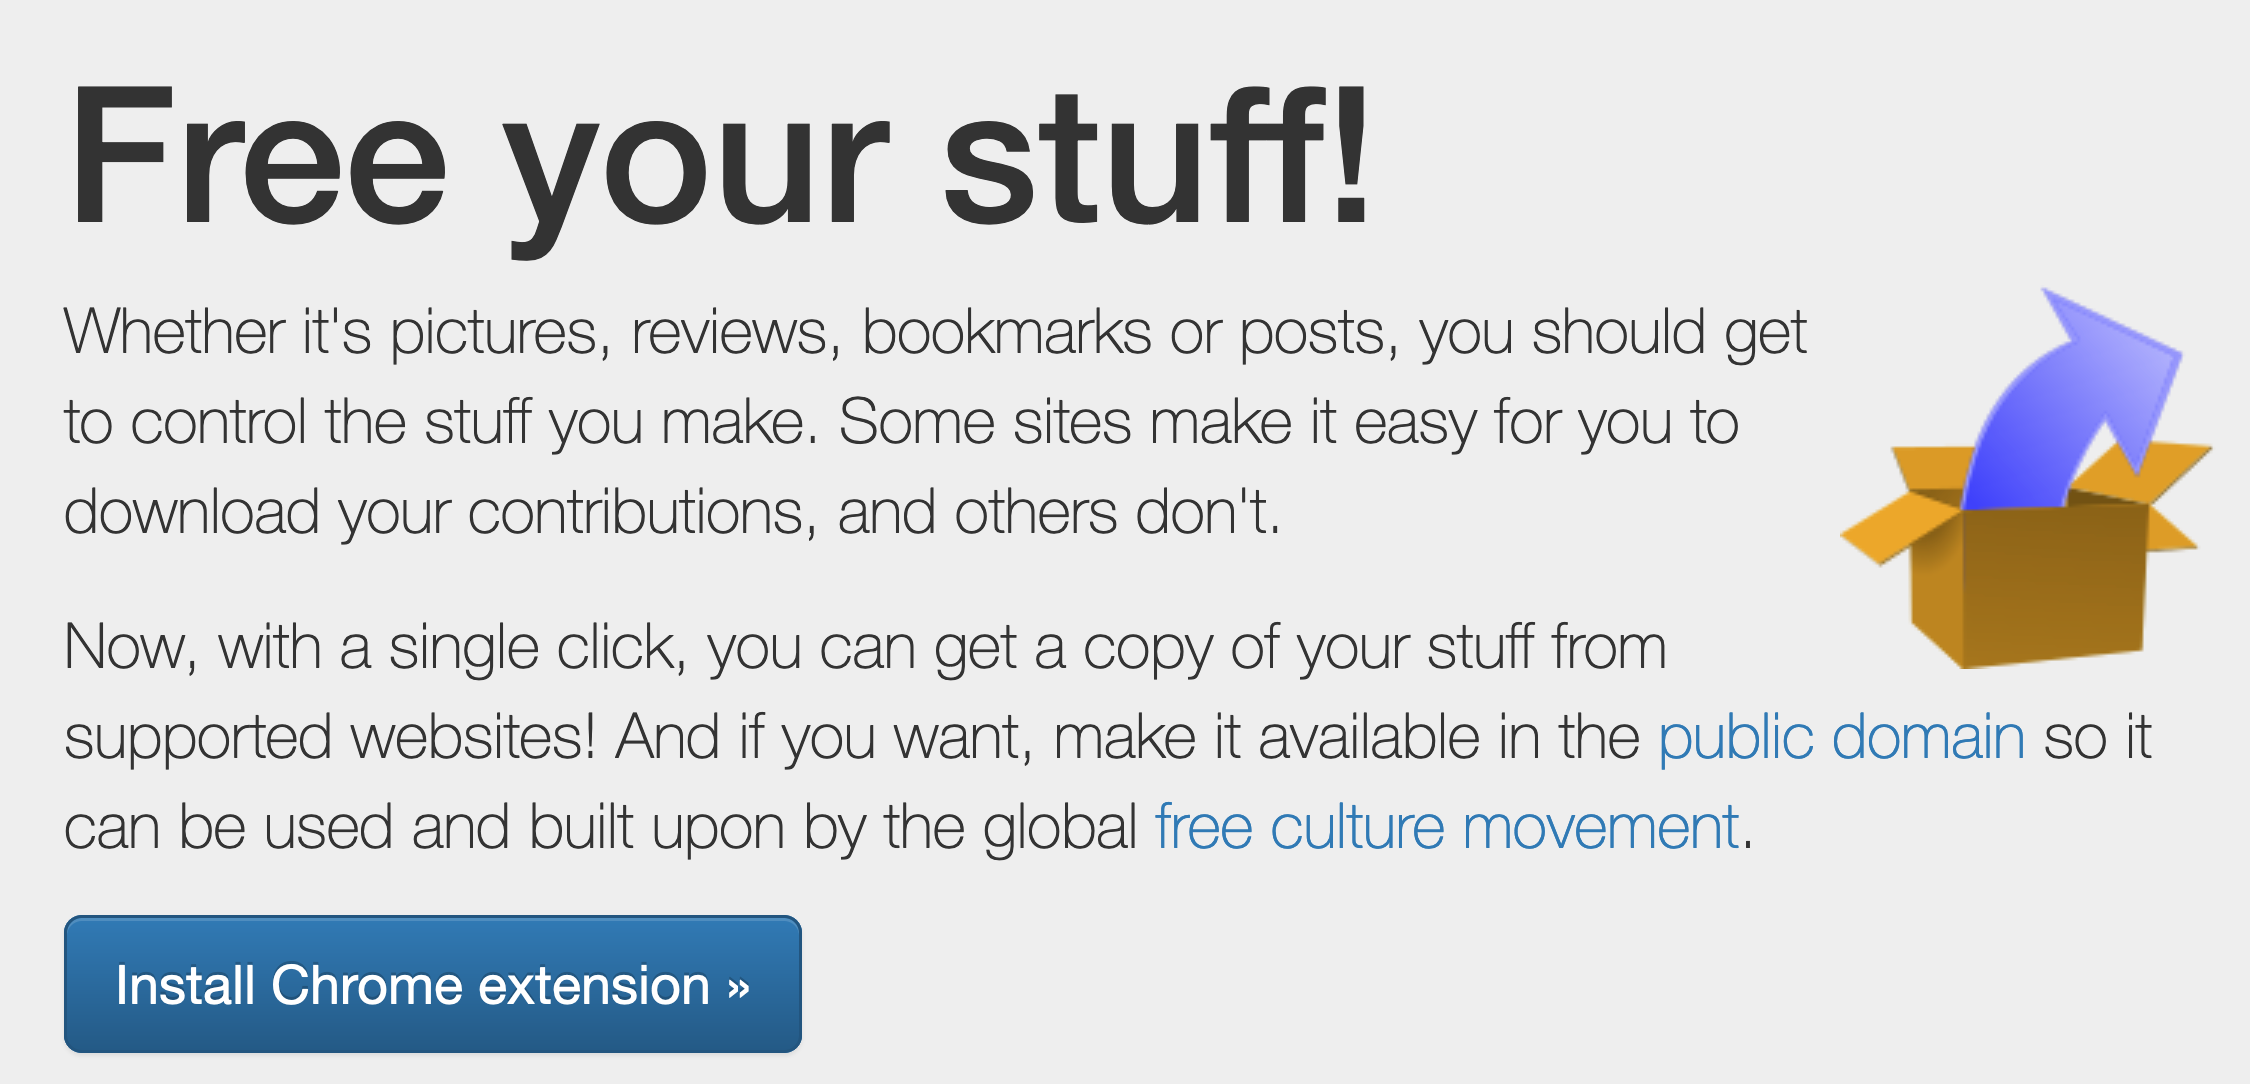 Free your stuff!
Whether it's pictures, reviews, bookmarks or posts, you should get
to control the stuff you make. Some sites make it easy for you to
download your contributions, and others don't.
Now, with a single click, you can get a copy of your stuff from
supported websites! And if you want, make it available in the public domain so it
can be used and built upon by the global free culture movement.
Install Chrome extension »